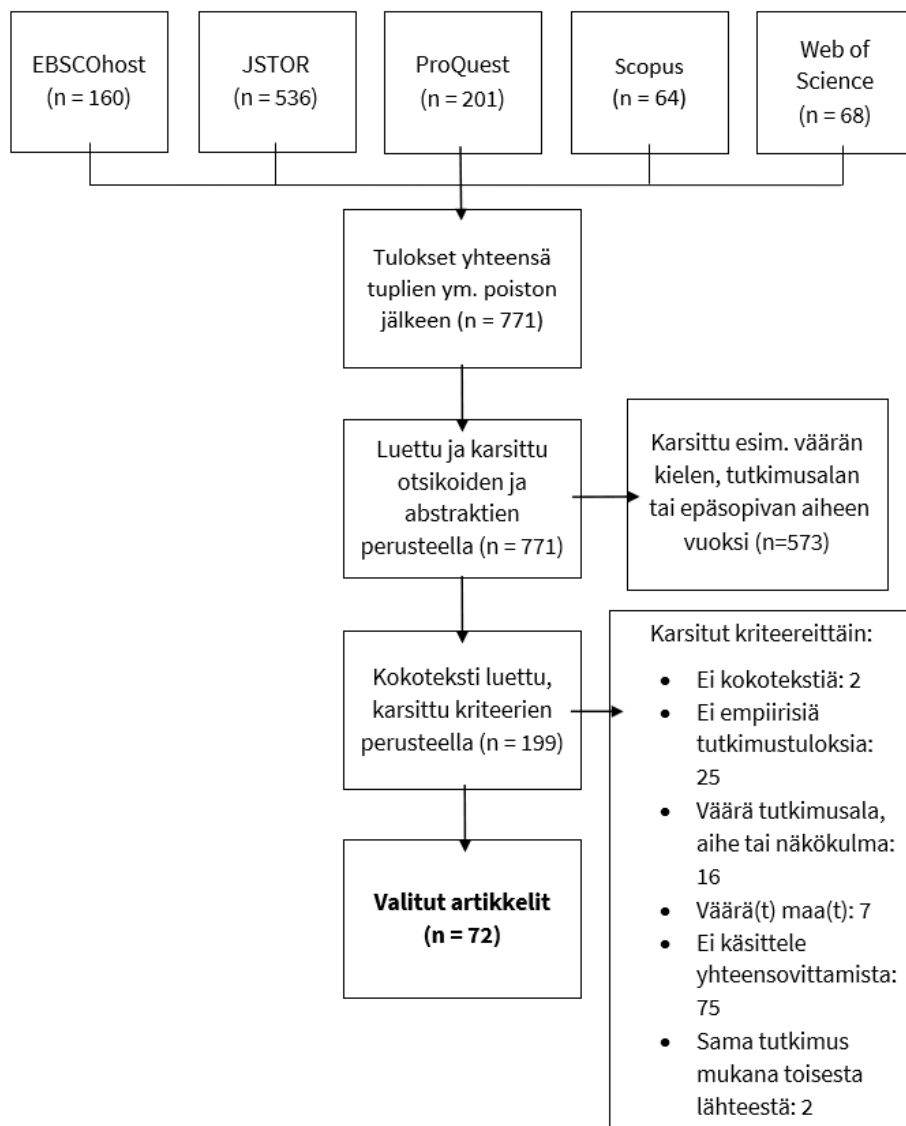 EBSCOhost
(n = 160)
JSTOR
(n = 536)
ProQuest
(n = 201)
Scopus
(n = 64)
Web of
Science
(n = 68)
Tulokset yhteensä
tuplien ym. poiston
jälkeen (n = 771)
Luettu ja karsittu
otsikoiden ja
abstraktien
perusteella (n = 771)
Karsittu esim. väärän
kielen, tutkimusalan
tai epäsopivan aiheen
vuoksi (n=573)
Kokoteksti luettu,
karsittu kriteerien
perusteella (n = 199)
Karsitut kriteereittäin:
• Ei kokotekstiä: 2
• Ei empiirisiä
tutkimustuloksia:
25
• Väärä tutkimusala,
aihe tai näkökulma:
16
• Väärä(t) maa(t): 7
• Ei käsittele
yhteensovittamista:
75
• Sama tutkimus
mukana toisesta
lähteestä: 2
Valitut artikkelit
(n = 72)